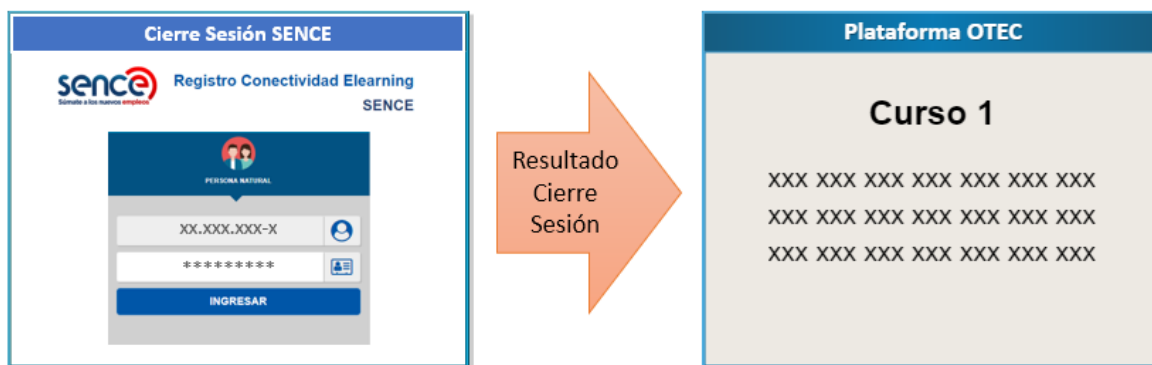 Cierre Sesión SENCE
sence
Súmate a los nuevos empleos
Registro Conectividad Elearning
SENCE
PERSONA NATURAL
XX.XXX.XXX-X
*********
INGRESAR
Resultado
Cierre
Sesión
Plataforma OTEC
Curso 1
XXX XXX XXX XXX XXX XXX XXX
XXX XXX XXX XXX XXX XXX XXX
XXX XXX XXX XXX XXX XXX XXX